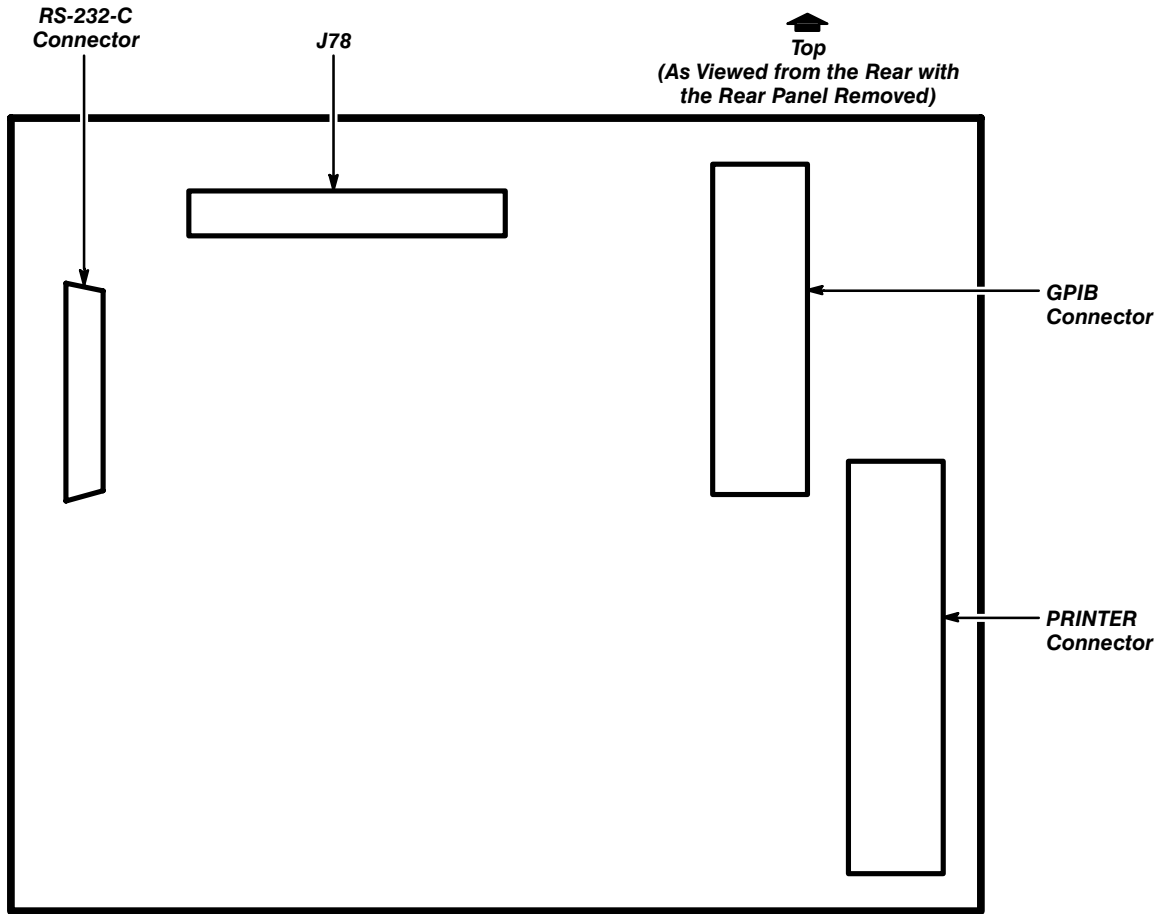 RS-232-C
Connector
J78
Top
(As Viewed from the Rear with
the Rear Panel Removed)
GPIB
Connector
PRINTER
Connector